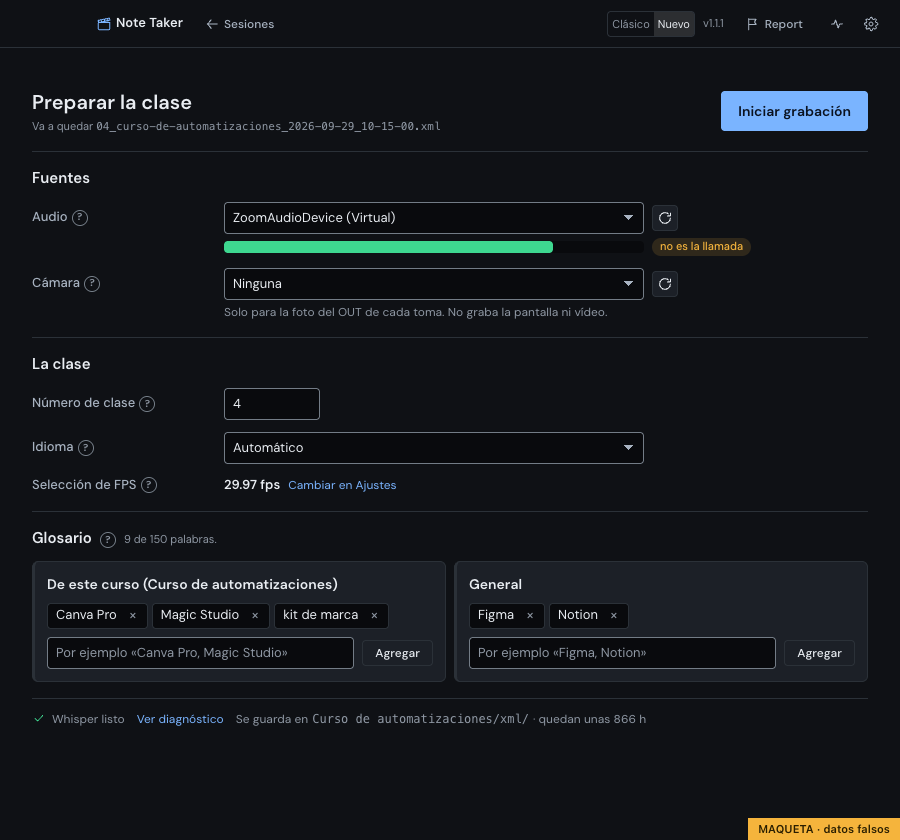 Note Taker
Sesiones
Clásico Nuevo v1.1.1
Report
Preparar la clase
Va a quedar 04_curso-de-automatizaciones_2026-09-29_10-15-00.xml
Iniciar grabación
Fuentes
Audio ?
ZoomAudioDevice (Virtual)
no es la llamada
Cámara ?
Ninguna
Solo para la foto del OUT de cada toma. No graba la pantalla ni vídeo.
La clase
Número de clase ?
4
Idioma ?
Automático
Selección de FPS ?
29.97 fps Cambiar en Ajustes
Glosario ? 9 de 150 palabras.
De este curso (Curso de automatizaciones)
Canva Pro × Magic Studio × kit de marca ×
Por ejemplo «Canva Pro, Magic Studio»
Agregar
General
Figma × Notion ×
Por ejemplo «Figma, Notion»
Agregar
Whisper listo Ver diagnóstico Se guarda en Curso de automatizaciones/xml/ · quedan unas 866 h
MAQUETA · datos falsos